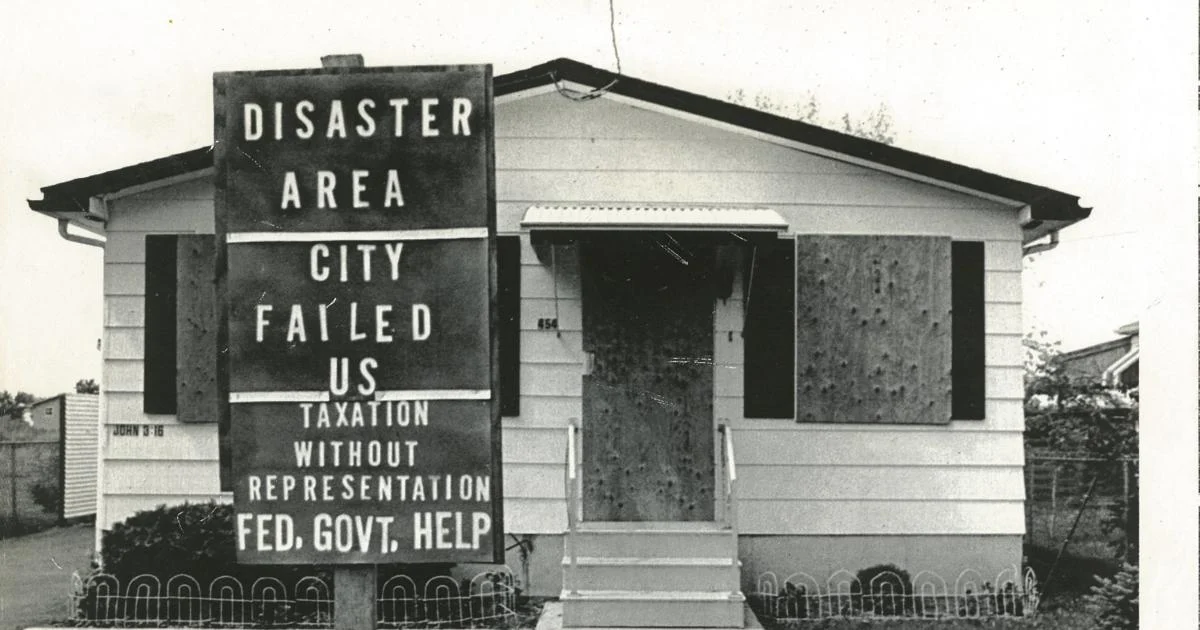 DISASTER
AREA
CITY
FAILED
US
TAXATION
WITHOUT
REPRESENTATION
FED. GOVT. HELP
454
JOHN 3:16